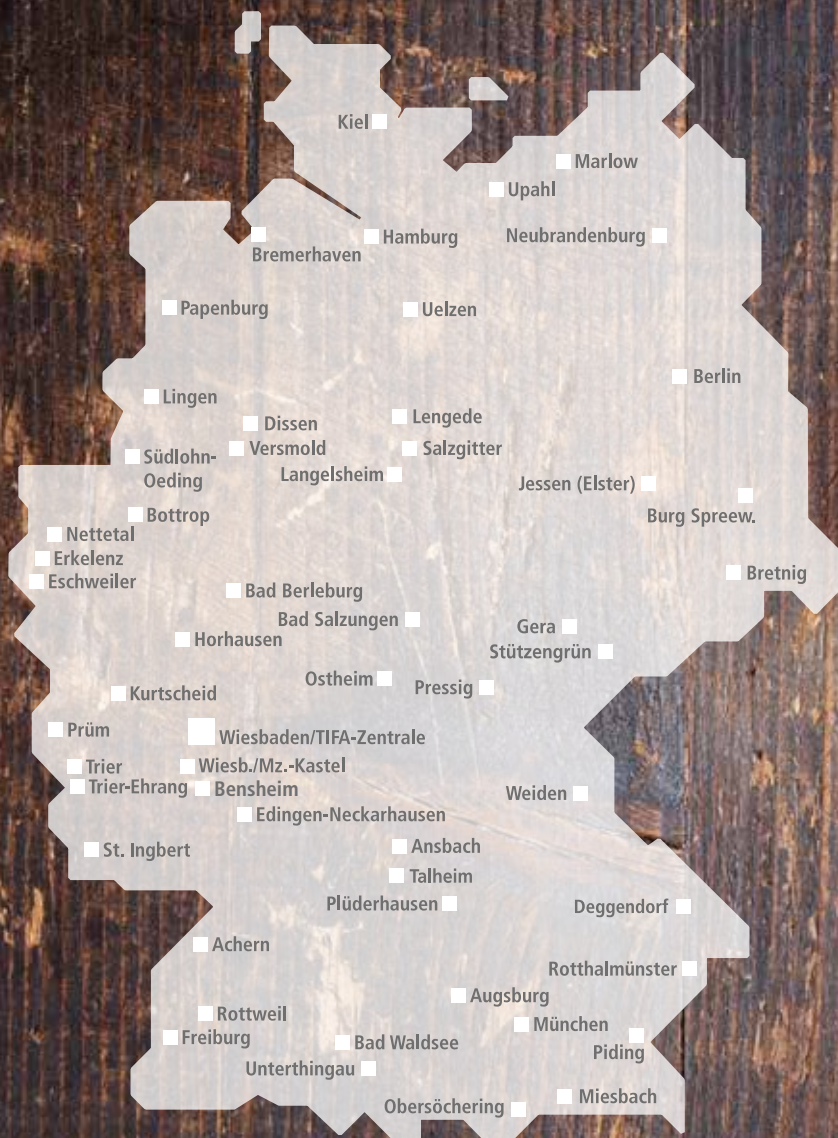 Kiel
Marlow
Upahl
Bremerhaven
Hamburg
Neubrandenburg
Papenburg
Uelzen
Berlin
Lingen
Dissen
Lengede
Versmold
Salzgitter
Südlohn-
Oeding
Langelsheim
Jessen (Elster)
Burg Spreew.
Bottrop
Nettetal
Erkelenz
Eschweiler
Bretnig
Bad Berleburg
Bad Salzungen
Gera
Horhausen
Stützengrün
Ostheim
Pressig
Kurtscheid
Prüm
Wiesbaden/TIFA-Zentrale
Trier
Wiesb./Mz.-Kastel
Trier-Ehrang
Bensheim
Weiden
Edingen-Neckarhausen
St. Ingbert
Ansbach
Talheim
Plüderhausen
Deggendorf
Achern
Rotthalmünster
Augsburg
Rottweil
München
Freiburg
Bad Waldsee
Piding
Unterthingau
Miesbach
Obersöchering